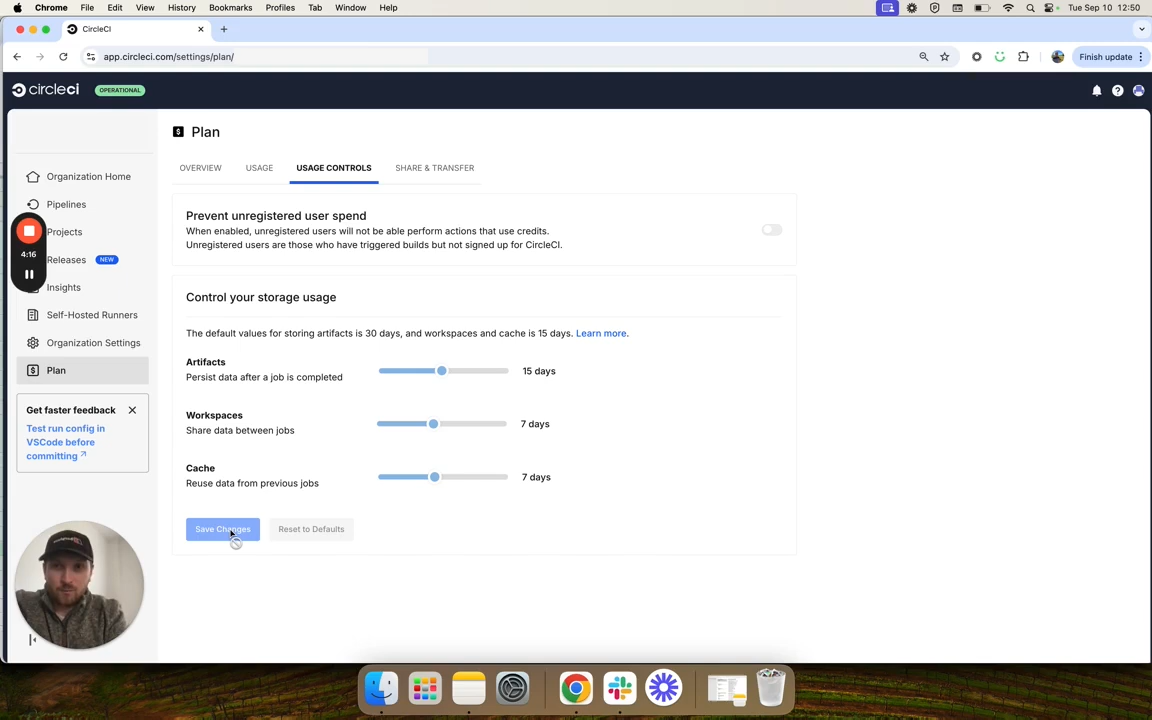 Chrome File Edit View History Bookmarks Profiles Tab Window Help
Tue Sep 10 12:50
CircleCI
app.circleci.com/settings/plan/
Finish update
circleci
OPERATIONAL
Organization Home
Pipelines
Projects
Releases NEW
Insights
Self-Hosted Runners
Organization Settings
Plan
4:16
Get faster feedback
Test run config in
VSCode before
committing
Plan
OVERVIEW
USAGE
USAGE CONTROLS
SHARE & TRANSFER
Prevent unregistered user spend
When enabled, unregistered users will not be able perform actions that use credits.
Unregistered users are those who have triggered builds but not signed up for CircleCI.
Control your storage usage
The default values for storing artifacts is 30 days, and workspaces and cache is 15 days. Learn more.
Artifacts
Persist data after a job is completed
15 days
Workspaces
Share data between jobs
7 days
Cache
Reuse data from previous jobs
7 days
Save Changes
Reset to Defaults